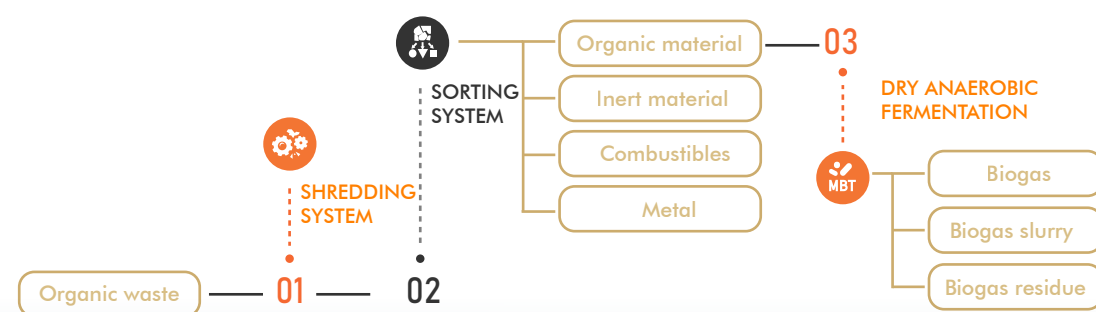 Organic waste
01
SHREDDING
SYSTEM
02
SORTING
SYSTEM
Organic material
Inert material
Combustibles
Metal
03
DRY ANAEROBIC
FERMENTATION
MBT
Biogas
Biogas slurry
Biogas residue